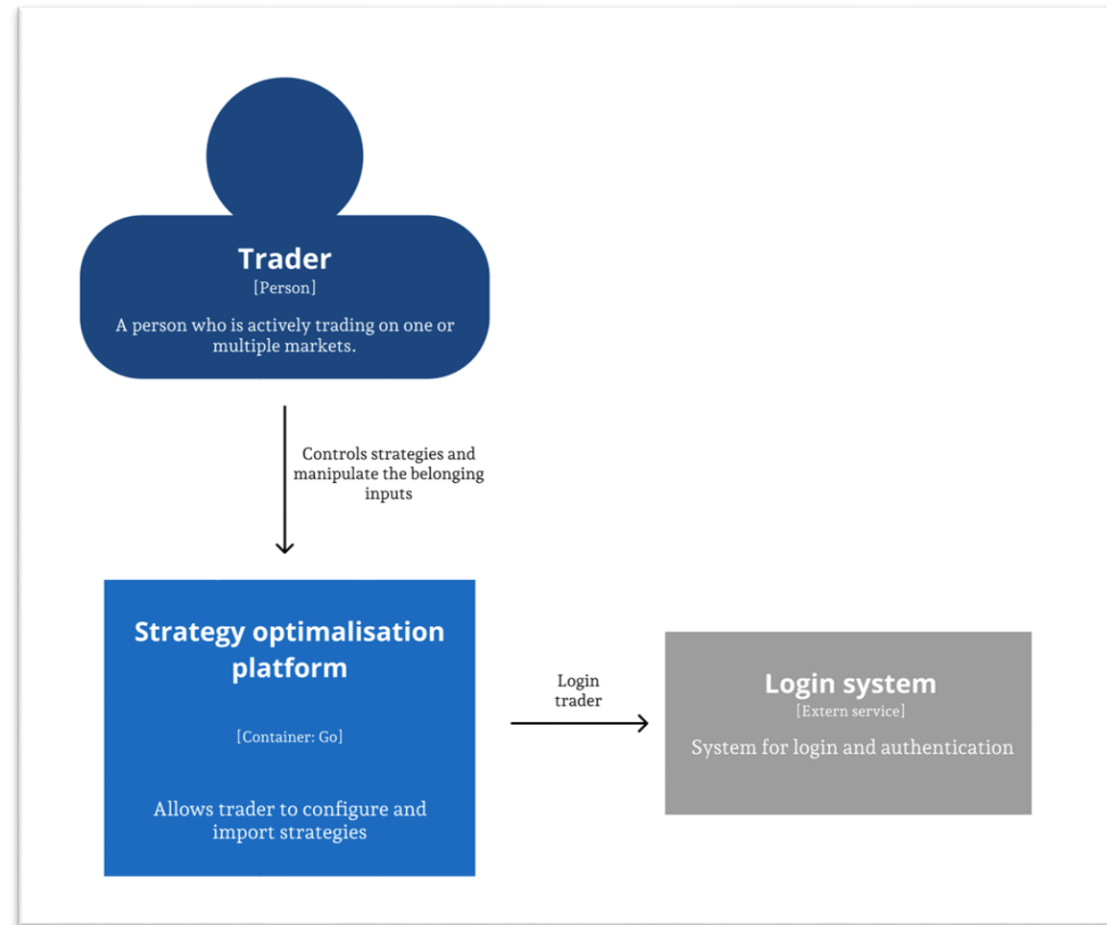 Trader
[Person]
A person who is actively trading on one or
multiple markets.
Controls strategies and
manipulate the belonging
inputs
Strategy optimalisation
platform
[Container: Go]
Allows trader to configure and
import strategies
Login
trader
Login system
[Extern service]
System for login and authentication